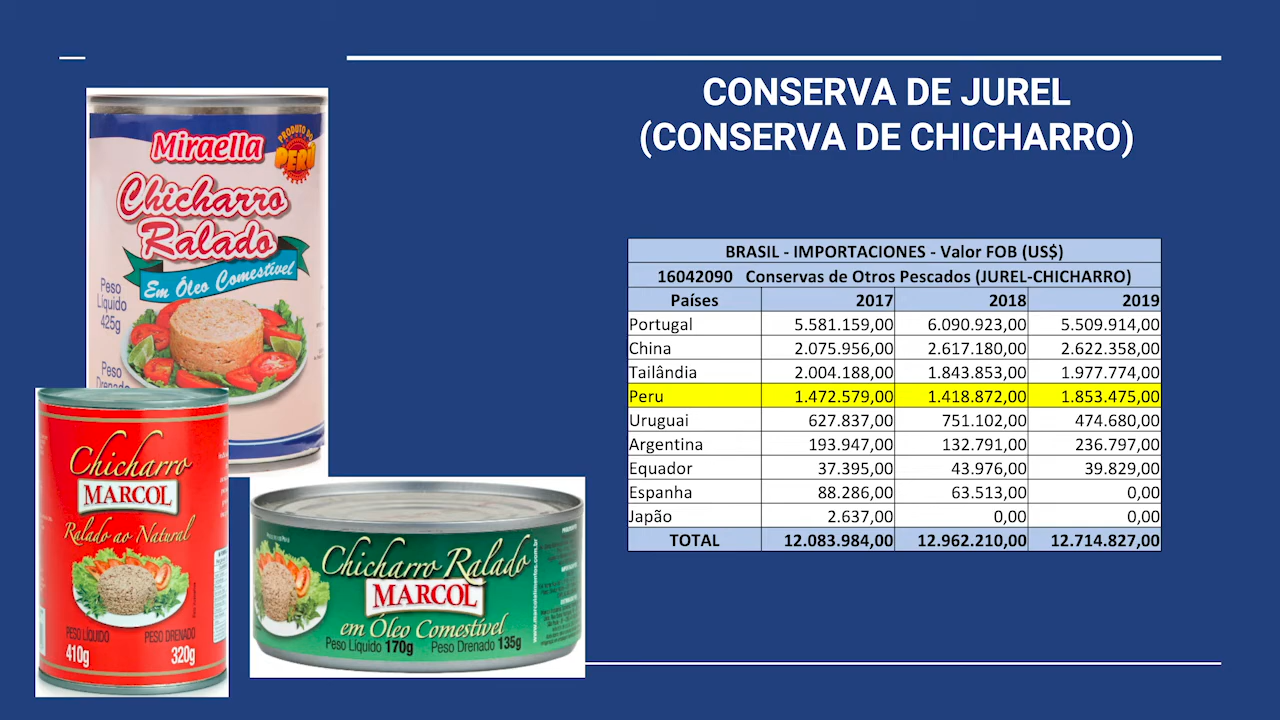 CONSERVA DE JUREL
(CONSERVA DE CHICHARRO)
Miraella
PRODUTO DO
PERÚ
Chicharro
Ralado
Em Óleo Comestível
Peso
Líquido
425g
Peso
Chicharro
MARCOL
Ralado ao Natural
PESO LÍQUIDO PESO DRENADO
410g 320g
Chicharro Ralado
MARCOL
em Óleo Comestível
Peso Líquido 170g Peso Drenado 135g
BRASIL - IMPORTACIONES - Valor FOB (US$)
16042090 Conservas de Otros Pescados (JUREL-CHICHARRO)
Países 2017 2018 2019
Portugal 5.581.159,00 6.090.923,00 5.509.914,00
China 2.075.956,00 2.617.180,00 2.622.358,00
Tailândia 2.004.188,00 1.843.853,00 1.977.774,00
Peru 1.472.579,00 1.418.872,00 1.853.475,00
Uruguai 627.837,00 751.102,00 474.680,00
Argentina 193.947,00 132.791,00 236.797,00
Equador 37.395,00 43.976,00 39.829,00
Espanha 88.286,00 63.513,00 0,00
Japão 2.637,00 0,00 0,00
TOTAL 12.083.984,00 12.962.210,00 12.714.827,00